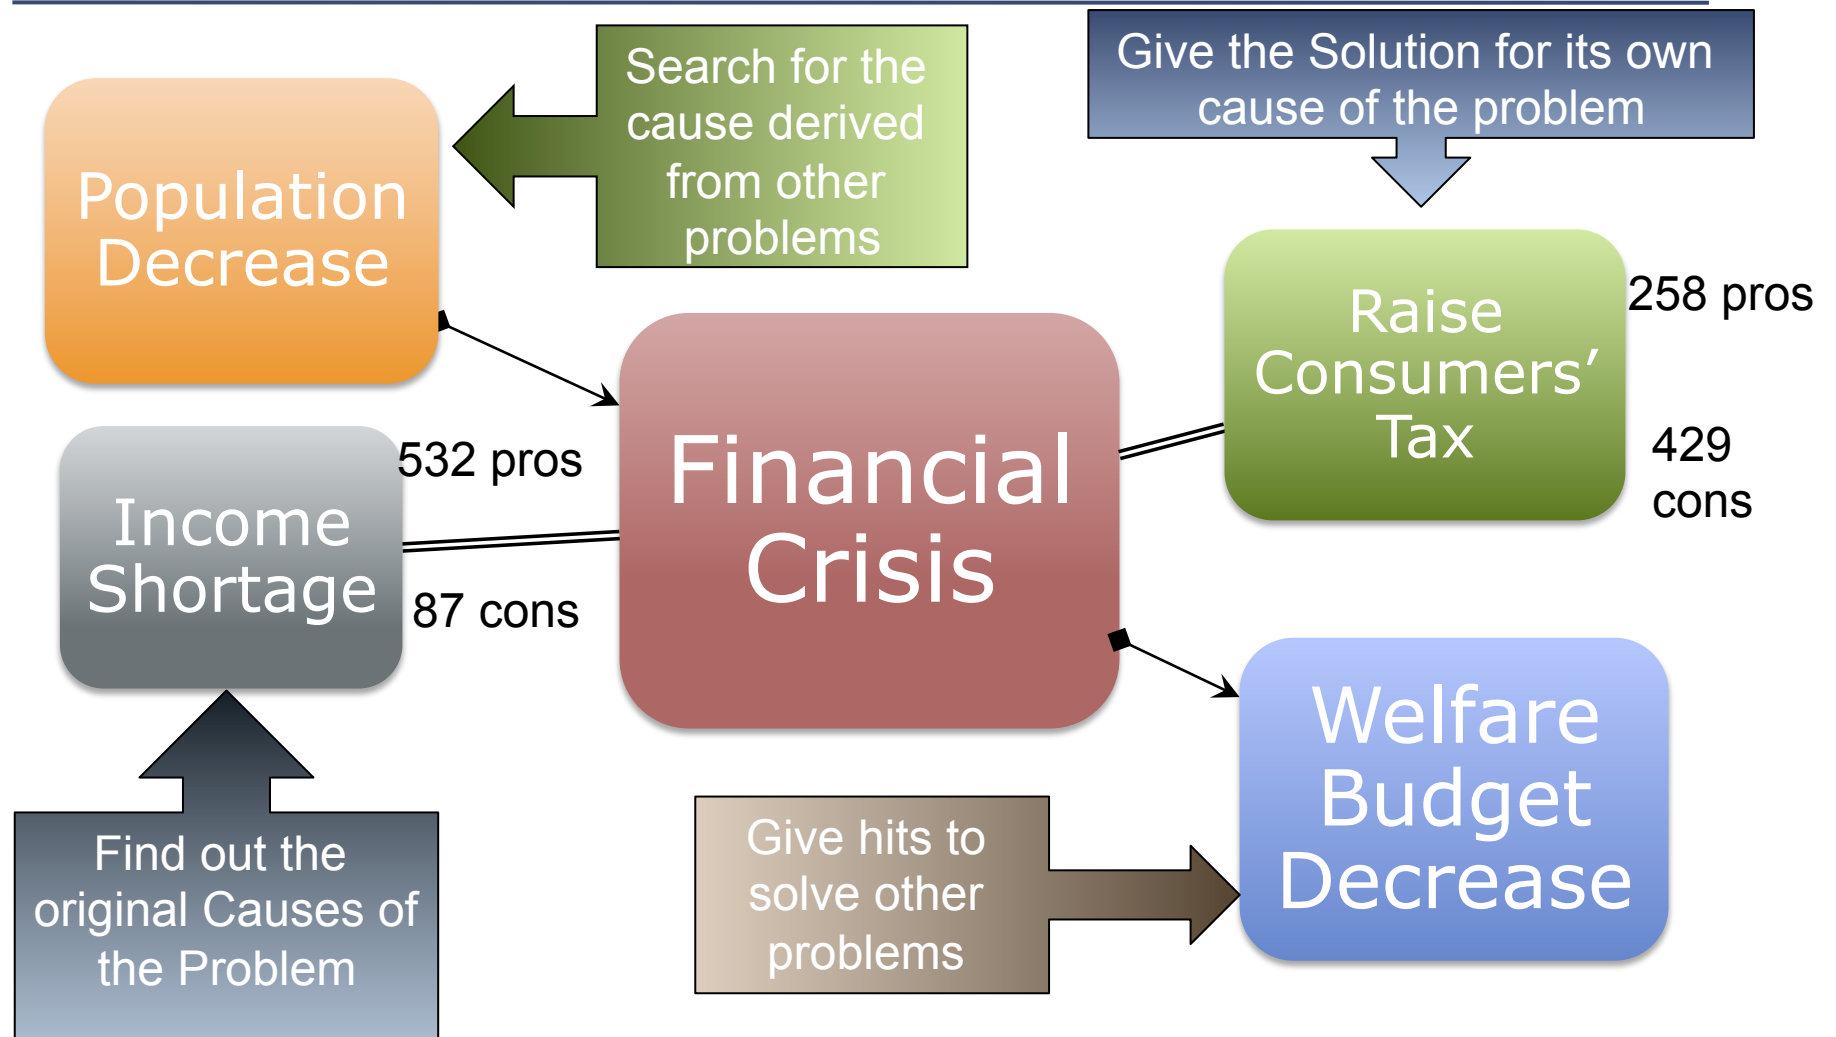 Search for the
cause derived
from other
problems
Give the Solution for its own
cause of the problem
Population
Decrease
Raise
Consumers’
Tax
258 pros
429
cons
Financial
Crisis
532 pros
Income
Shortage
87 cons
Welfare
Budget
Decrease
Find out the
original Causes of
the Problem
Give hits to
solve other
problems